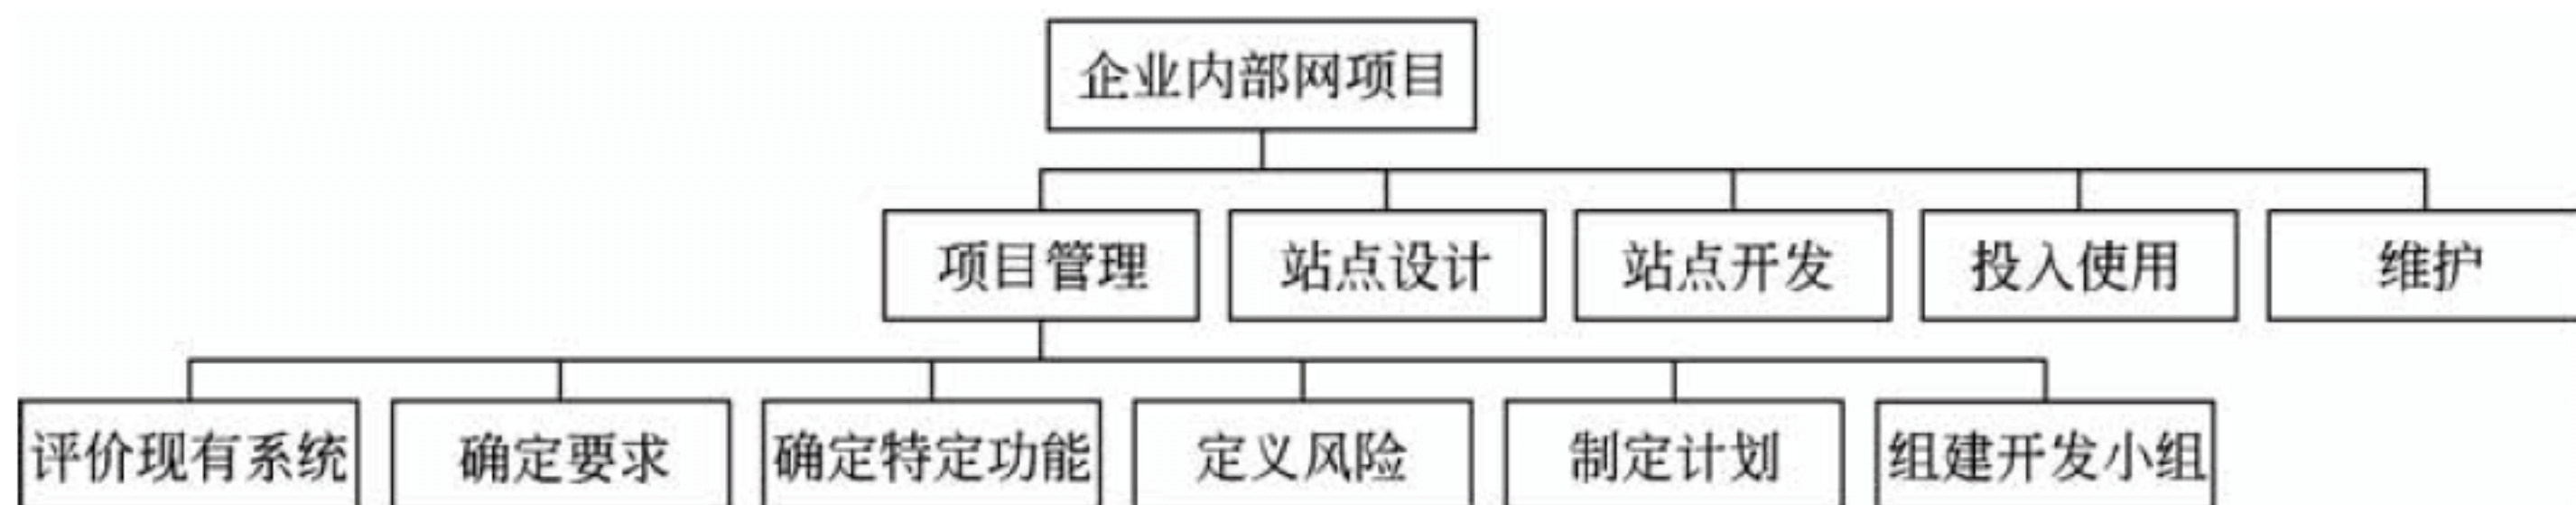 企业内部网项目
项目管理
站点设计
站点开发
投入使用
维护
评价现有系统
确定要求
确定特定功能
定义风险
制定计划
组建开发小组